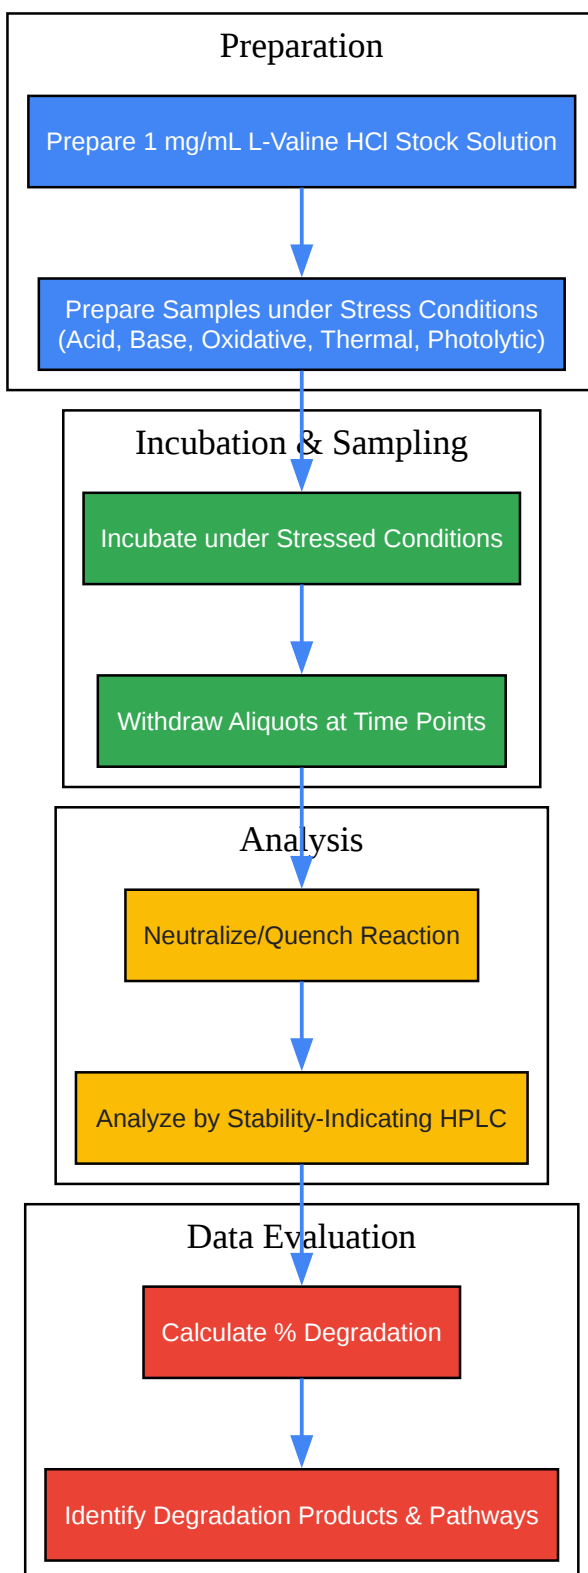 Preparation
Prepare 1 mg/mL L-Valine HCl Stock Solution
Prepare Samples under Stress Conditions
(Acid, Base, Oxidative, Thermal, Photolytic)
Incubation & Sampling
Incubate under Stressed Conditions
Withdraw Aliquots at Time Points
Analysis
Neutralize/Quench Reaction
Analyze by Stability-Indicating HPLC
Data Evaluation
Calculate % Degradation
Identify Degradation Products & Pathways